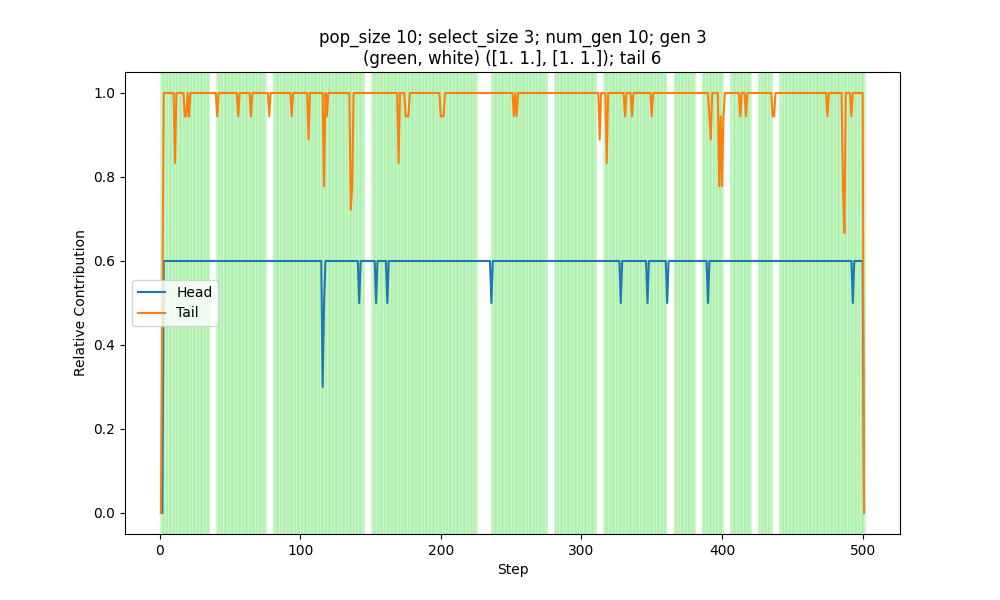 pop_size 10; select_size 3; num_gen 10; gen 3
(green, white) ([1. 1.], [1. 1.]); tail 6
1.0
0.8
0.6
0.4
0.2
0.0
Relative Contribution
Head
Tail
0 100 200 300 400 500
Step